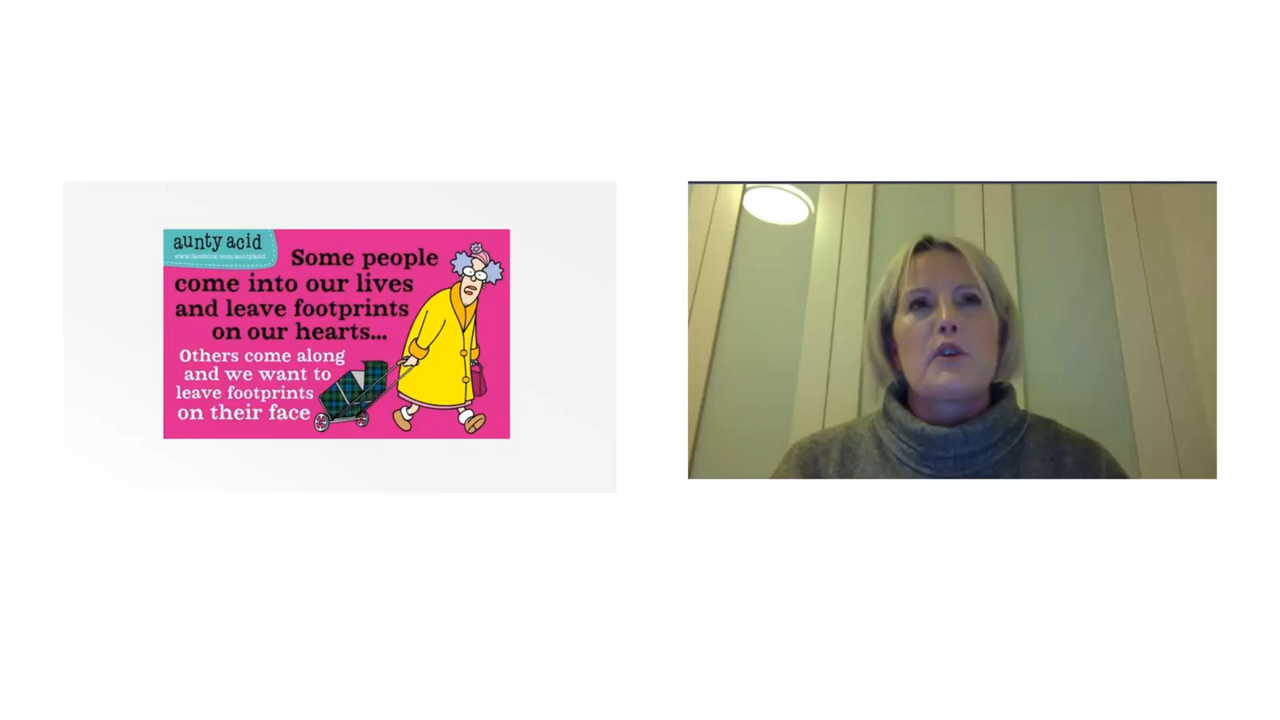 aunty acid
www.facebook.com/auntyacid
Some people
come into our lives
and leave footprints
on our hearts...
Others come along
and we want to
leave footprints
on their face